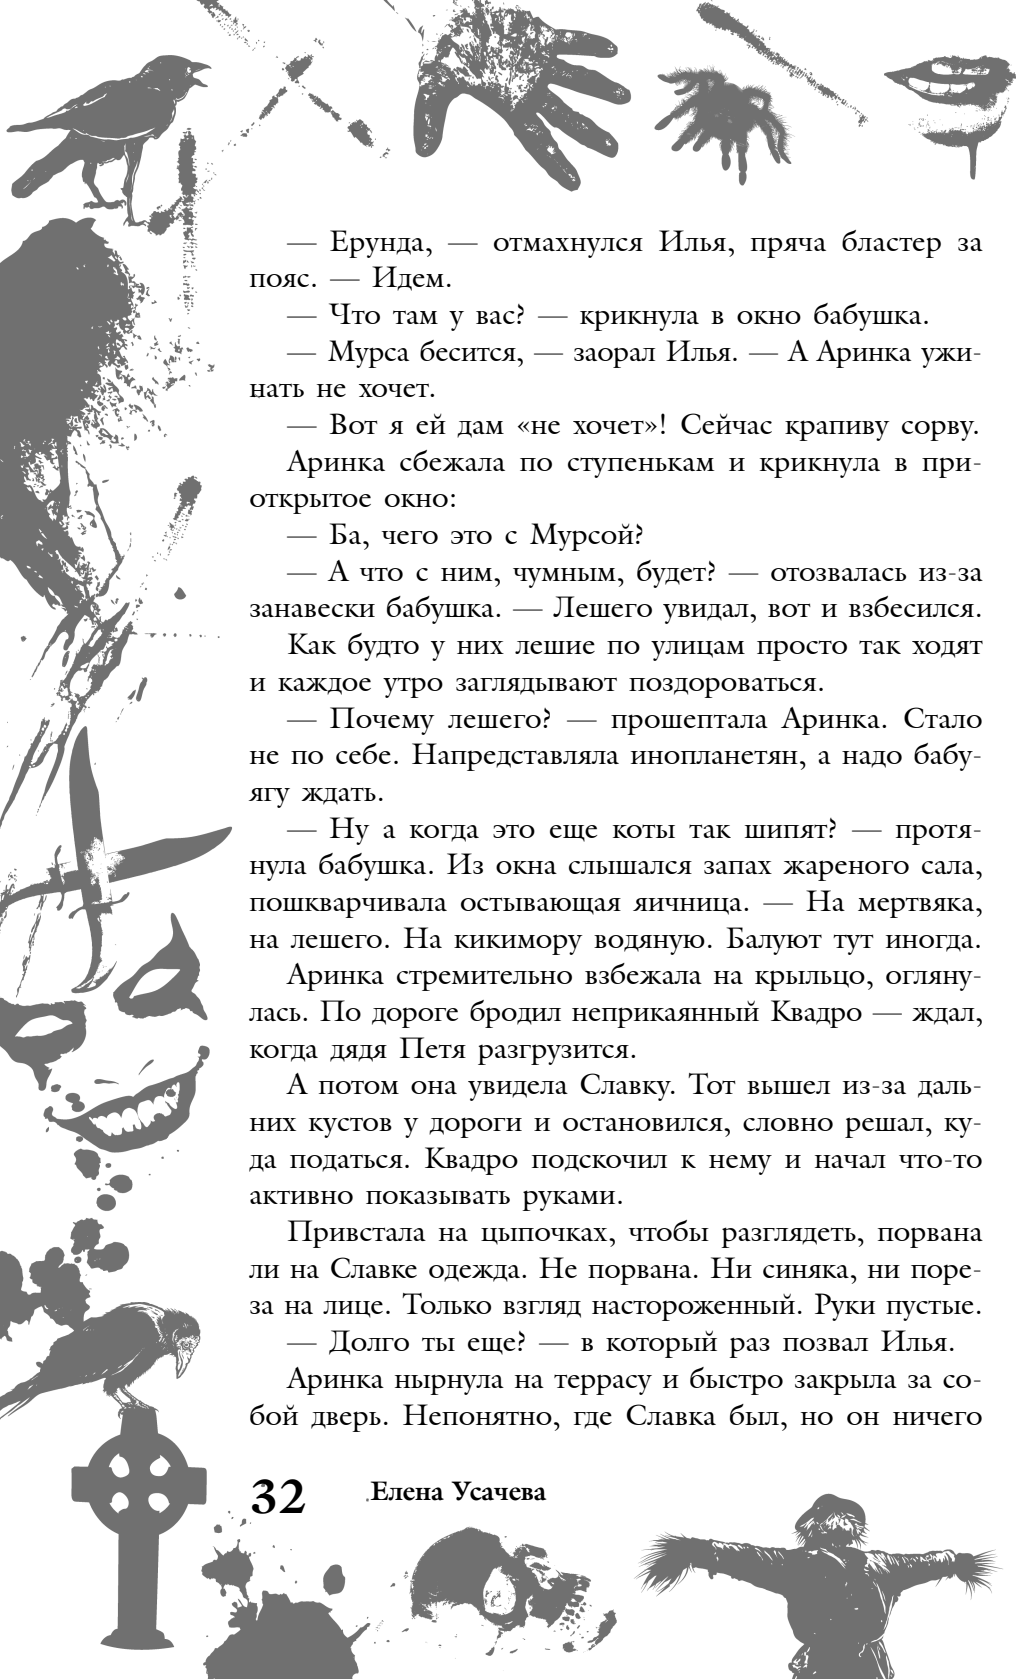 — Ерунда, — отмахнулся Илья, пряча бластер за
пояс. — Идем.
— Что там у вас? — крикнула в окно бабушка.
— Мурса бесится, — заорал Илья. — А Аринка ужи-
нать не хочет.
— Вот я ей дам «не хочет»! Сейчас крапиву сорву.
Аринка сбежала по ступенькам и крикнула в при-
открытое окно:
— Ба, чего это с Мурсой?
— А что с ним, чумным, будет? — отозвалась из-за
занавески бабушка. — Лешего увидал, вот и взбесился.
Как будто у них лешие по улицам просто так ходят
и каждое утро заглядывают поздороваться.
— Почему лешего? — прошептала Аринка. Стало
не по себе. Напредставляла инопланетян, а надо бабу-
ягу ждать.
— Ну а когда это еще коты так шипят? — протя-
нула бабушка. Из окна слышался запах жареного сала,
пошкварчивала остывающая яичница. — На мертвяка,
на лешего. На кикимору водяную. Балуют тут иногда.
Аринка стремительно взбежала на крыльцо, огляну-
лась. По дороге бродил неприкаянный Квадро — ждал,
когда дядя Петя разгрузится.
А потом она увидела Славку. Тот вышел из-за даль-
них кустов у дороги и остановился, словно решал, ку-
да податься. Квадро подскочил к нему и начал что-то
активно показывать руками.
Привстала на цыпочках, чтобы разглядеть, порвана
ли на Славке одежда. Не порвана. Ни синяка, ни поре-
за на лице. Только взгляд настороженный. Руки пустые.
— Долго ты еще? — в который раз позвал Илья.
Аринка нырнула на террасу и быстро закрыла за со-
бой дверь. Непонятно, где Славка был, но он ничего
32 Елена Усачева